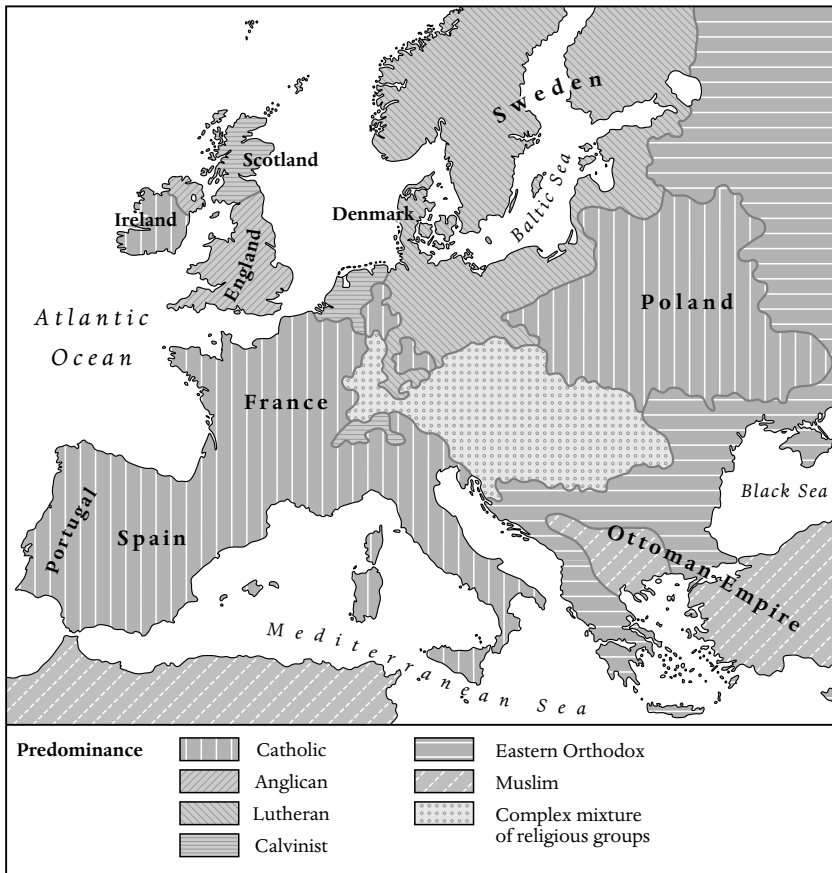 Sweden
Scotland
Baltic Sea
Ireland
Denmark
England
Poland
Atlantic
Ocean
France
Black Sea
Portugal
Spain
Ottoman Empire
Mediterranean Sea
Predominance
Catholic
Anglican
Lutheran
Calvinist
Eastern Orthodox
Muslim
Complex mixture
of religious groups